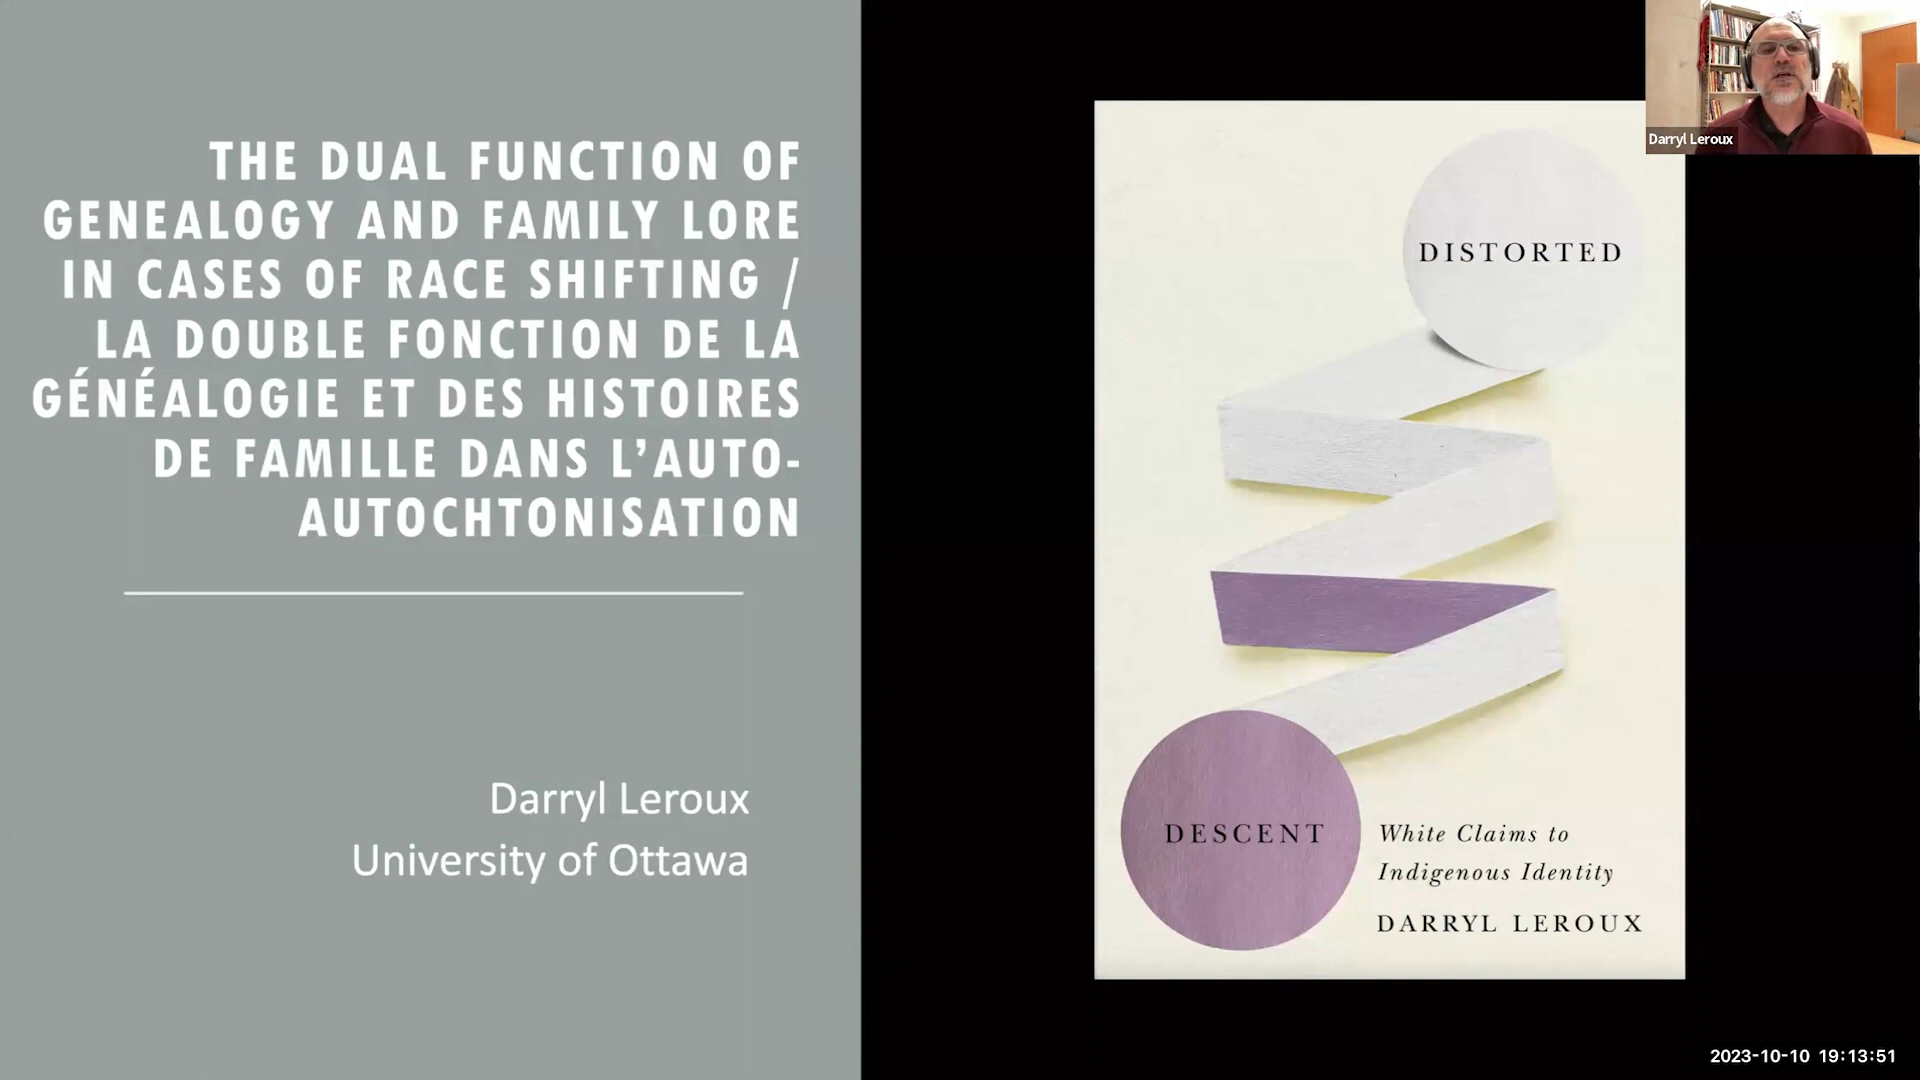 THE DUAL FUNCTION OF
GENEALOGY AND FAMILY LORE
IN CASES OF RACE SHIFTING /
LA DOUBLE FONCTION DE LA
GÉNÉALOGIE ET DES HISTOIRES
DE FAMILLE DANS L’AUTO-
AUTOCHTONISATION
Darryl Leroux
University of Ottawa
DISTORTED
DESCENT
White Claims to
Indigenous Identity
DARRYL LEROUX
Darryl Leroux
2023-10-10 19:13:51